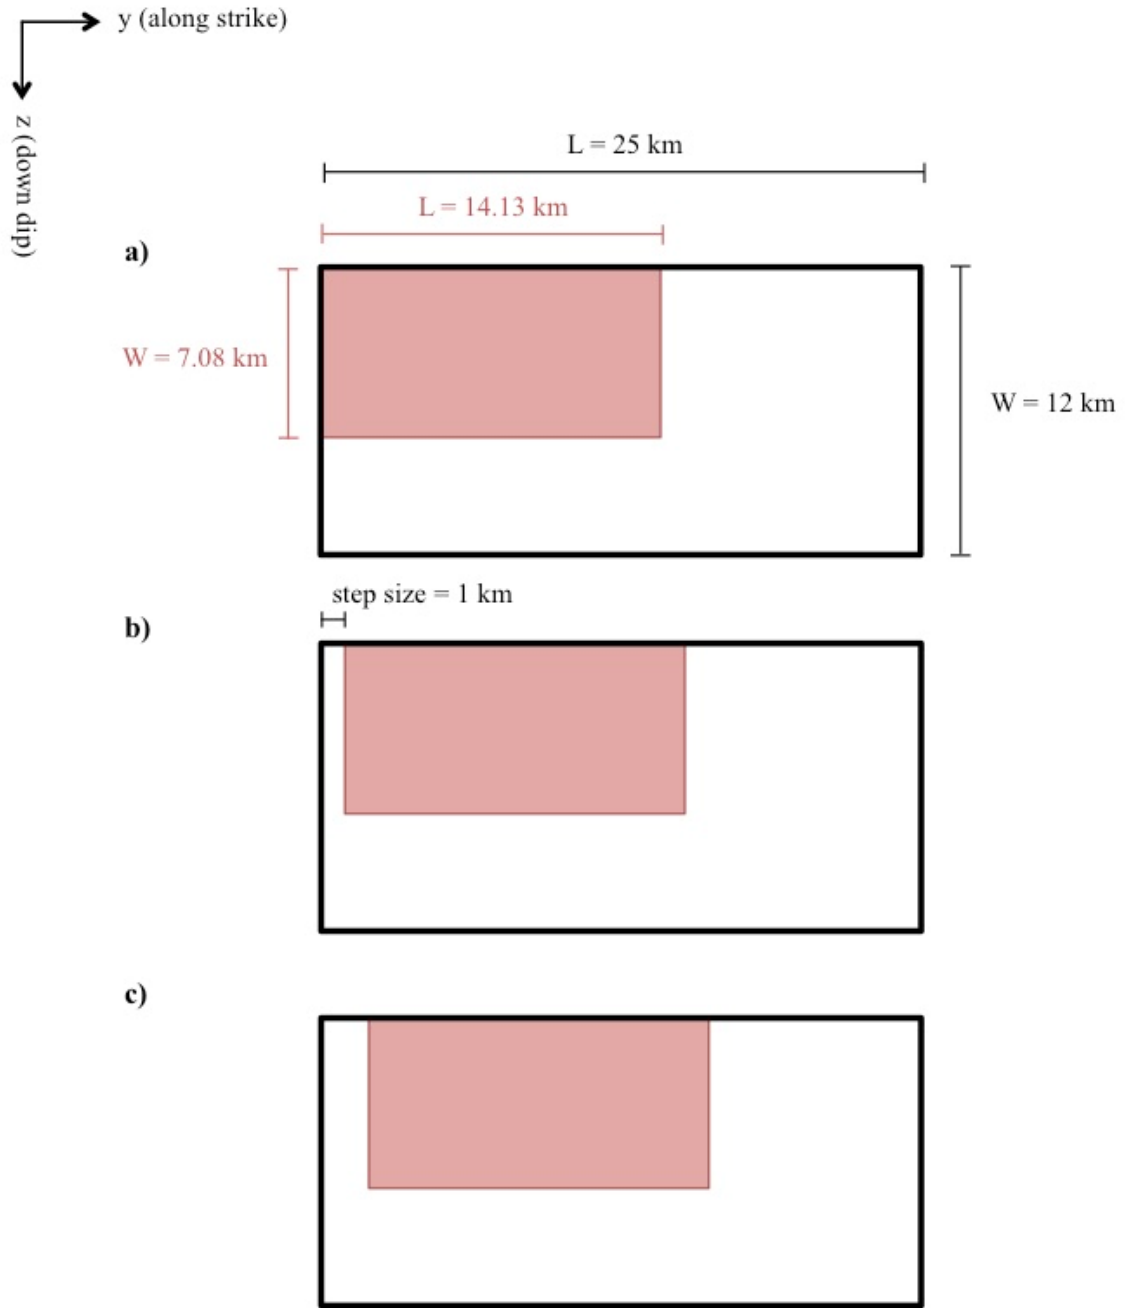 y (along strike)
z (down dip)
L = 25 km
L = 14.13 km
a)
W = 7.08 km
W = 12 km
step size = 1 km
b)
c)